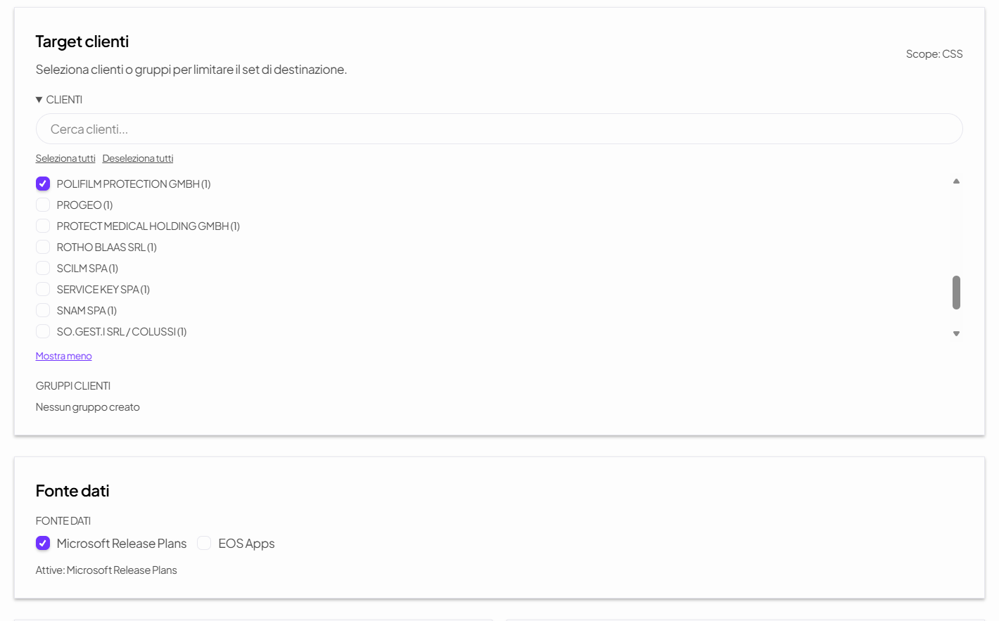 Target clienti
Scope: CSS
Seleziona clienti o gruppi per limitare il set di destinazione.
CLIENTI
Cerca clienti...
Seleziona tutti Deseleziona tutti
POLIFILM PROTECTION GMBH (1)
PROGEO (1)
PROTECT MEDICAL HOLDING GMBH (1)
ROTHO BLAAS SRL (1)
SCILM SPA (1)
SERVICE KEY SPA (1)
SNAM SPA (1)
SO.GEST.I SRL / COLUSSI (1)
Mostra meno
GRUPPI CLIENTI
Nessun gruppo creato
Fonte dati
FONTE DATI
Microsoft Release Plans EOS Apps
Attive: Microsoft Release Plans